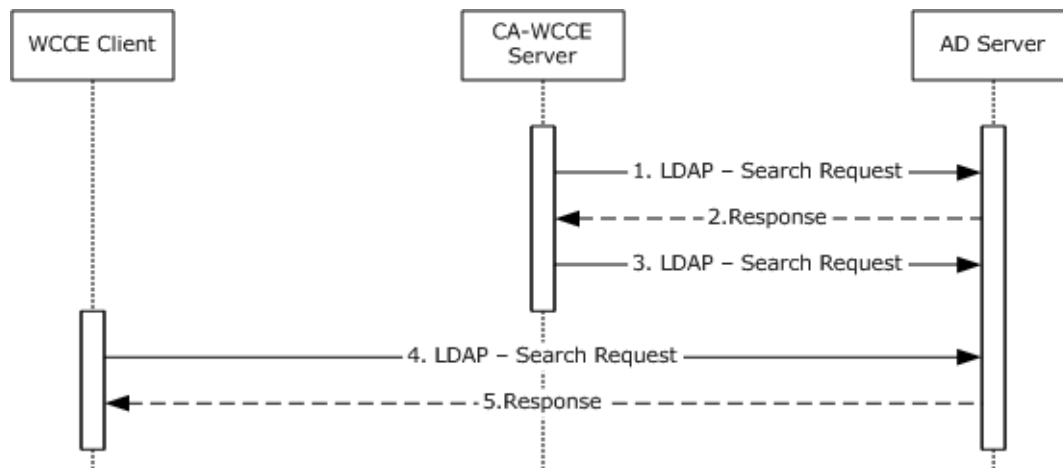 WCCE Client
CA-WCCE
Server
AD Server
1. LDAP – Search Request
2.Response
3. LDAP – Search Request
4. LDAP – Search Request
5.Response